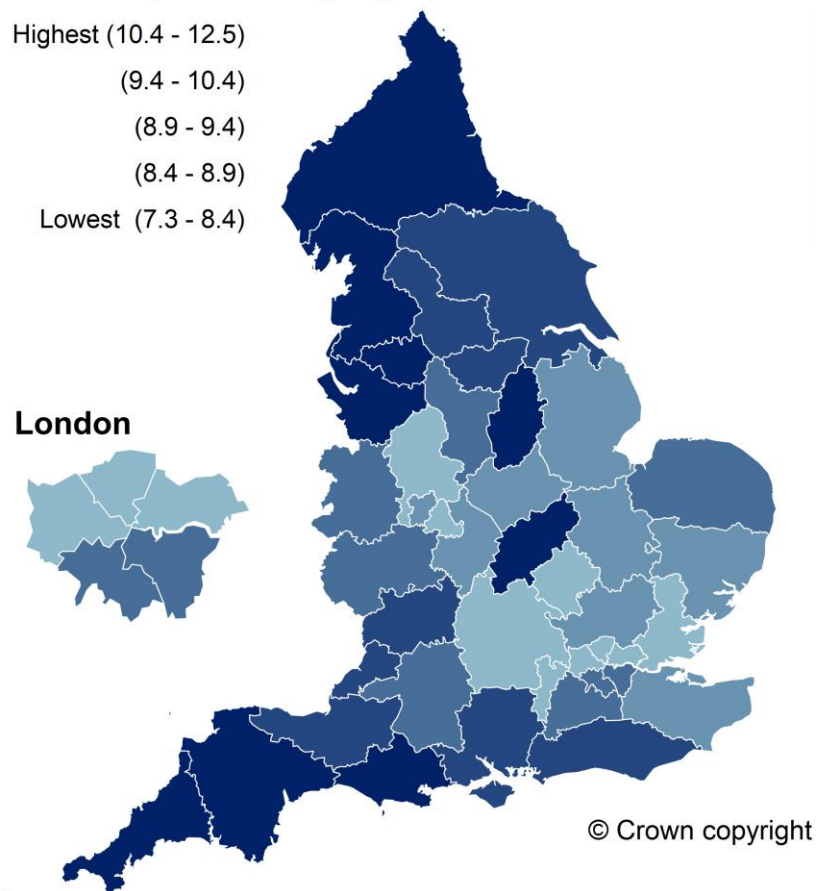 Highest (10.4 - 12.5)
(9.4 - 10.4)
(8.9 - 9.4)
(8.4 - 8.9)
Lowest (7.3 - 8.4)
London
© Crown copyright